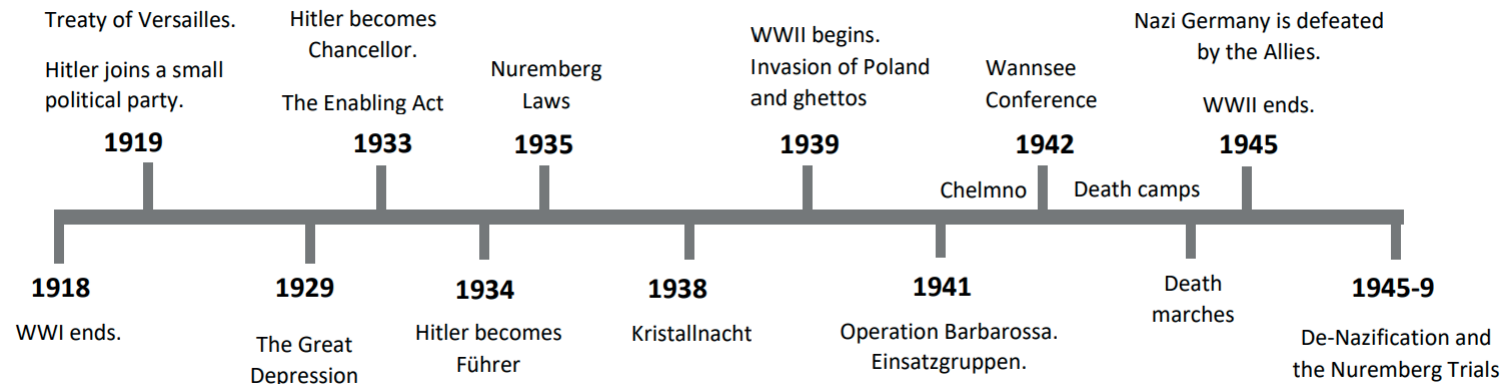 Treaty of Versailles.
Hitler joins a small
political party.
1919
Hitler becomes
Chancellor.
The Enabling Act
1933
Nuremberg
Laws
1935
WWII begins.
Invasion of Poland
and ghettos
1939
Wannsee
Conference
1942
Nazi Germany is defeated
by the Allies.
WWII ends.
1945
Chelmno
Death camps
1918
WWI ends.
1929
The Great
Depression
1934
Hitler becomes
Führer
1938
Kristallnacht
1941
Operation Barbarossa.
Einsatzgruppen.
Death
marches
1945-9
De-Nazification and
the Nuremberg Trials